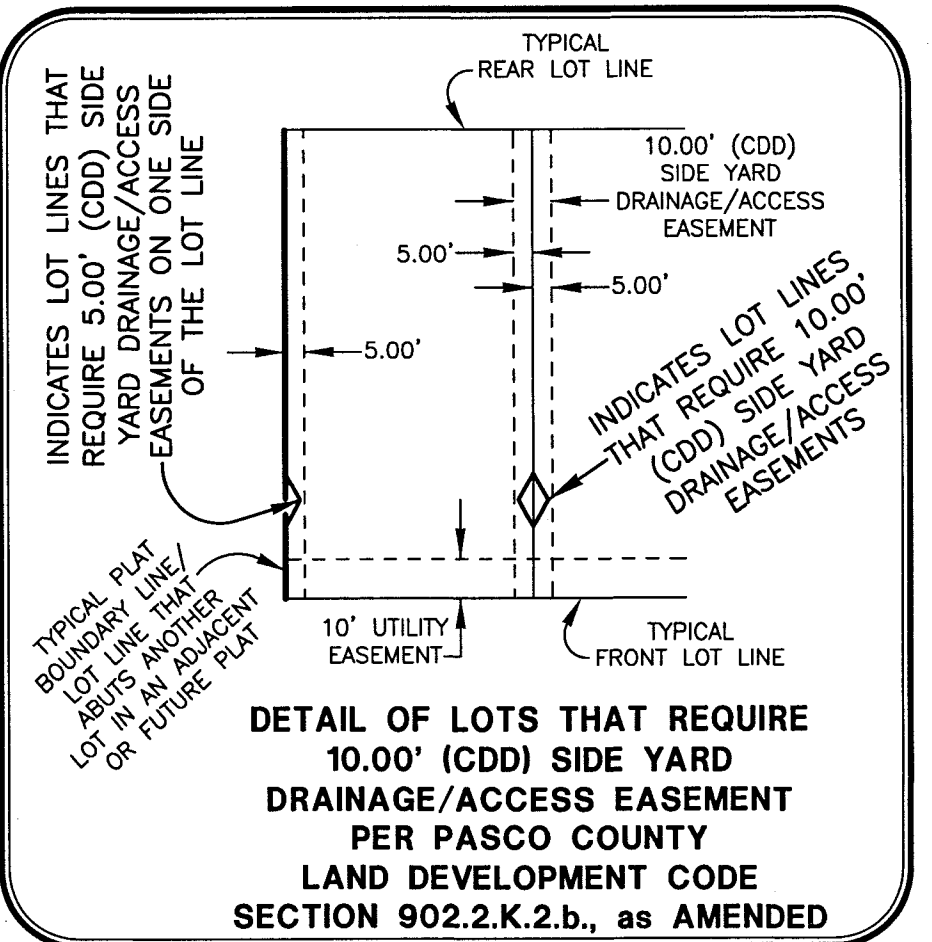 TYPICAL
REAR LOT LINE
INDICATES LOT LINES THAT
REQUIRE 5.00' (CDD) SIDE
YARD DRAINAGE/ACCESS
EASEMENTS ON ONE SIDE
OF THE LOT LINE
10.00' (CDD)
SIDE YARD
DRAINAGE/ACCESS
EASEMENT
5.00'
5.00'
5.00'
INDICATES LOT LINES
THAT REQUIRE 10.00'
(CDD) SIDE YARD
DRAINAGE/ACCESS
EASEMENTS
TYPICAL PLAT
BOUNDARY LINE/
LOT LINE THAT
ABUTS ANOTHER
LOT IN AN ADJACENT
OR FUTURE PLAT
10' UTILITY
EASEMENT
TYPICAL
FRONT LOT LINE
DETAIL OF LOTS THAT REQUIRE
10.00' (CDD) SIDE YARD
DRAINAGE/ACCESS EASEMENT
PER PASCO COUNTY
LAND DEVELOPMENT CODE
SECTION 902.2.K.2.b., as AMENDED